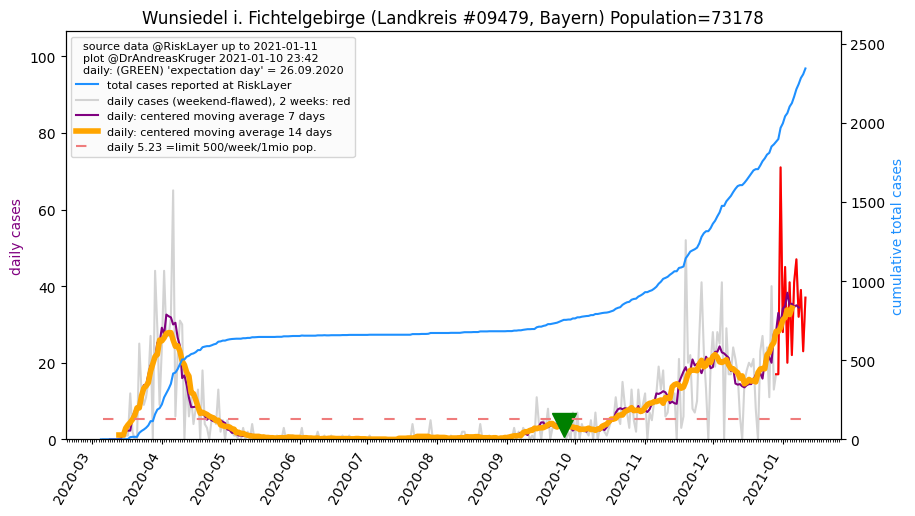 Wunsiedel i. Fichtelgebirge (Landkreis #09479, Bayern) Population=73178
source data @RiskLayer up to 2021-01-11
plot @DrAndreasKruger 2021-01-10 23:42
daily: (GREEN) 'expectation day' = 26.09.2020
total cases reported at RiskLayer
daily cases (weekend-flawed), 2 weeks: red
daily: centered moving average 7 days
daily: centered moving average 14 days
daily 5.23 =limit 500/week/1mio pop.
daily cases
100
80
60
40
20
0
cumulative total cases
2500
2000
1500
1000
500
0
2020-03
2020-04
2020-05
2020-06
2020-07
2020-08
2020-09
2020-10
2020-11
2020-12
2021-01